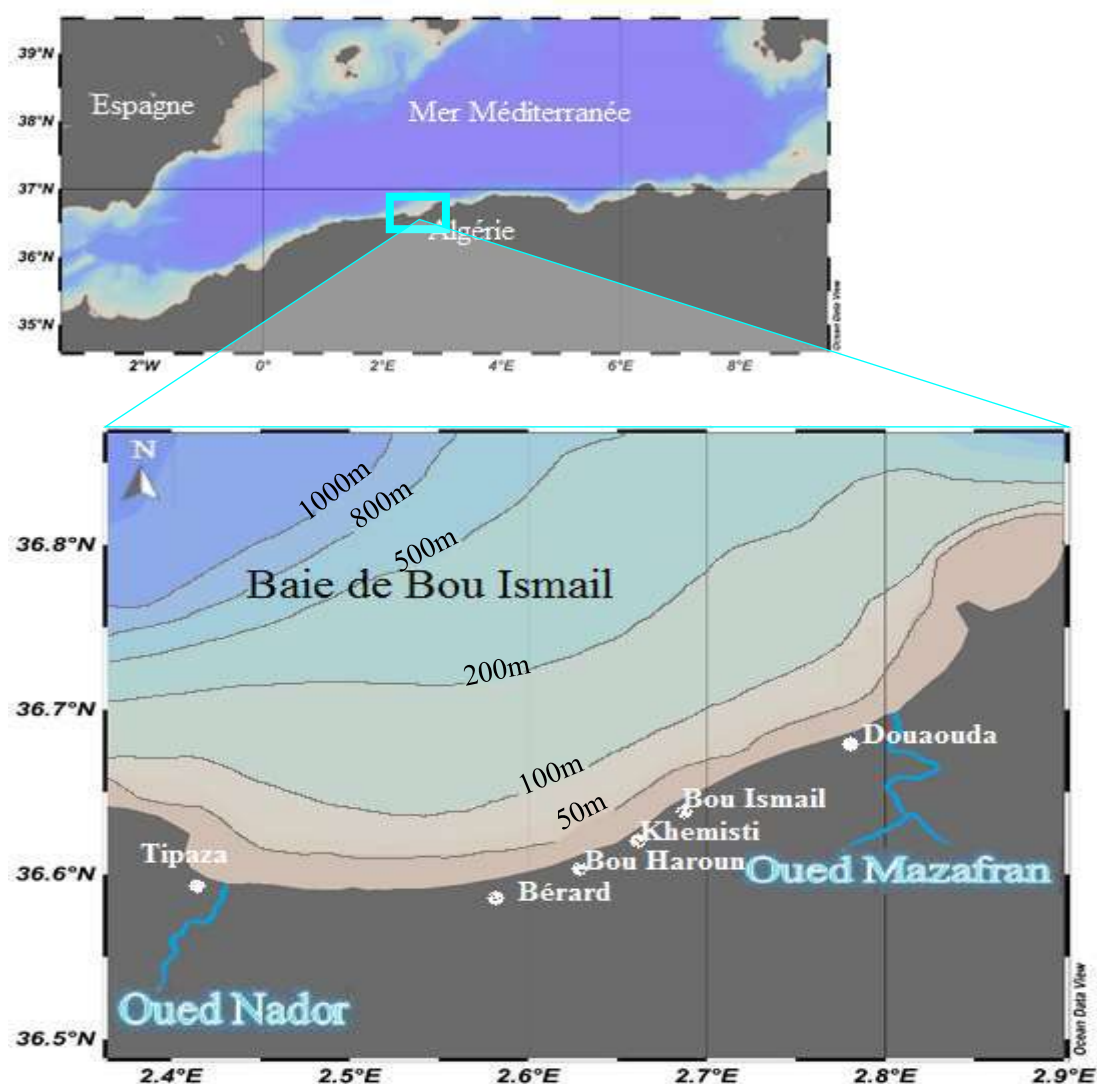 39°N
Espagne
Mer Méditerranée
38°N
37°N
Algérie
36°N
35°N
Ocean Data View
2°W
0°
2°E
4°E
6°E
8°E
N
1000m
800m
500m
36.8°N
Baie de Bou Ismail
200m
36.7°N
Douaouda
100m
50m
Bou Ismail
Khemisti
Tipaza
Bou Haroun
36.6°N
Oued Mazafran
Bérard
Oued Nador
36.5°N
Ocean Data View
2.4°E
2.5°E
2.6°E
2.7°E
2.8°E
2.9°E